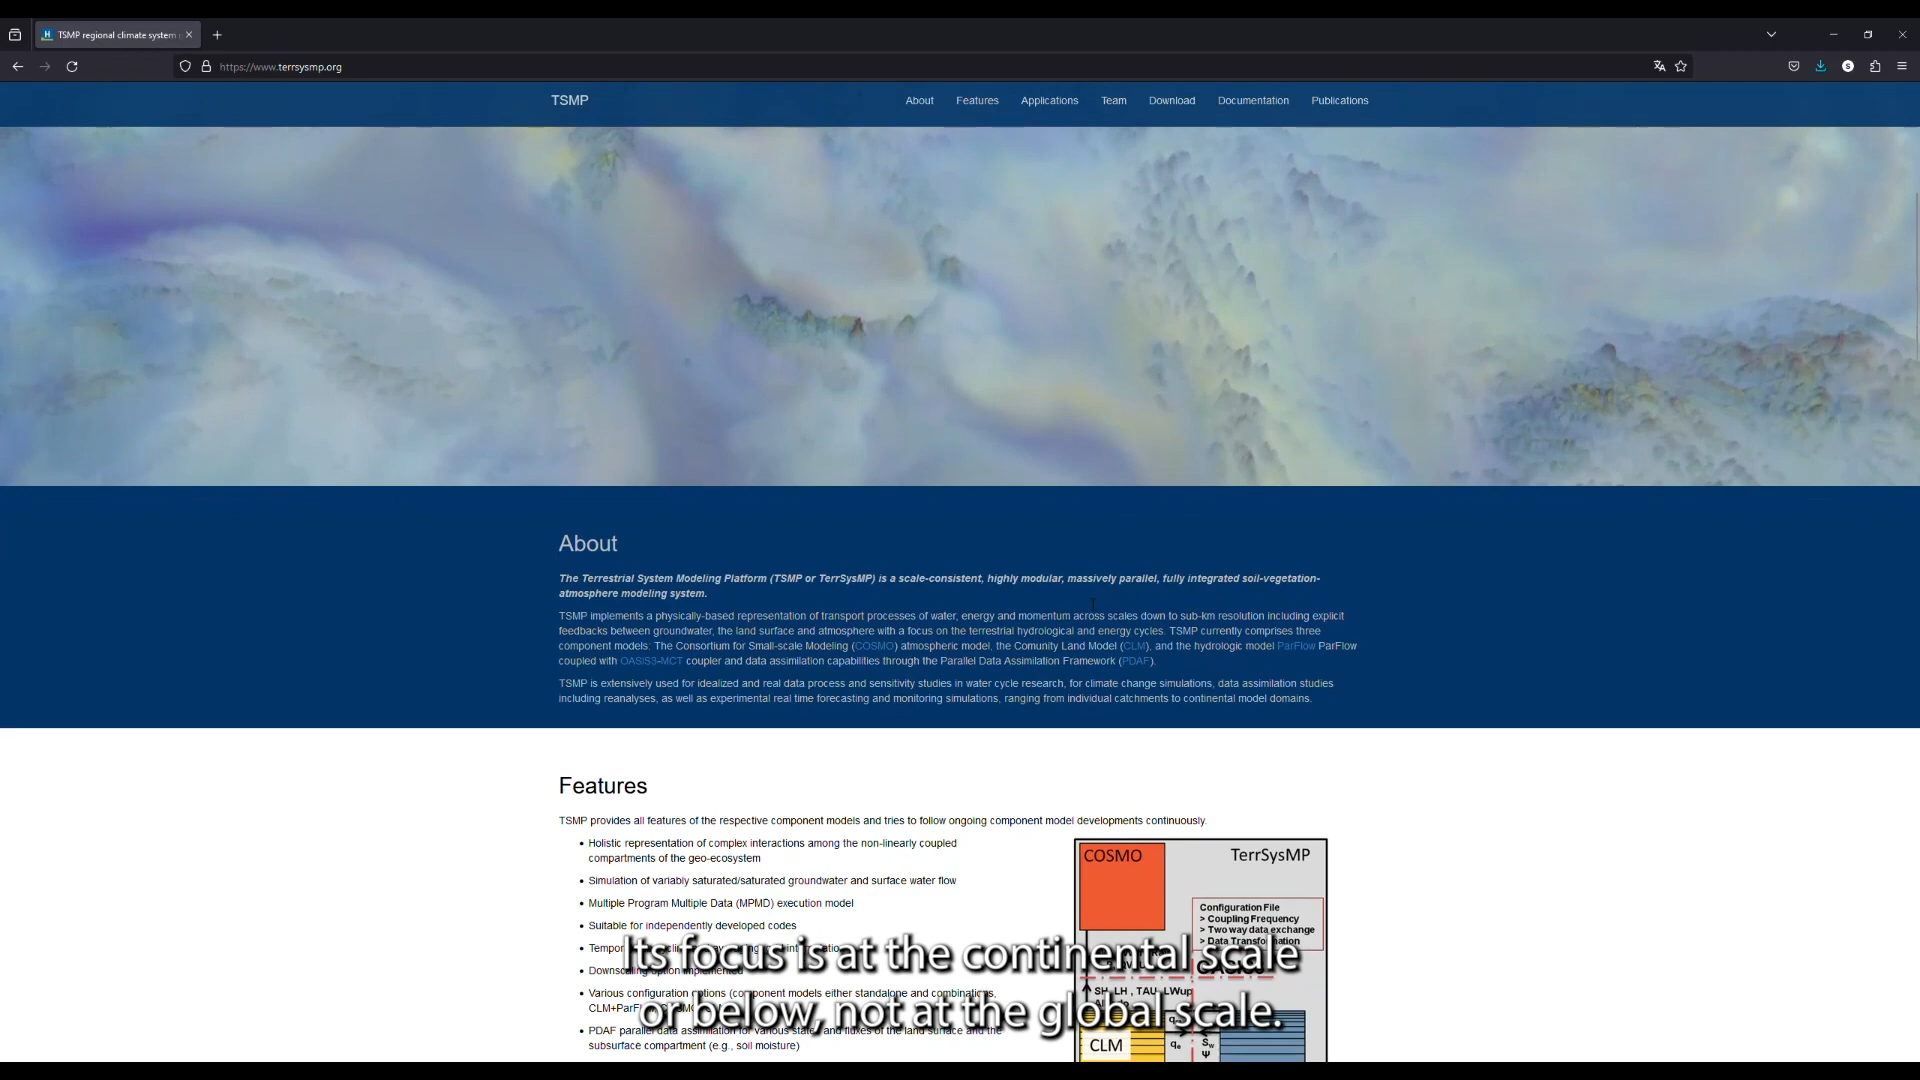 TSMP regional climate system
https://www.terrsysmp.org
TSMP
About
Features
Applications
Team
Download
Documentation
Publications
About
The Terrestrial System Modeling Platform (TSMP or TerrSysMP) is a scale-consistent, highly modular, massively parallel, fully integrated soil-vegetation-
atmosphere modeling system.
TSMP implements a physically-based representation of transport processes of water, energy and momentum across scales down to sub-km resolution including explicit
feedbacks between groundwater, the land surface and atmosphere with a focus on the terrestrial hydrological and energy cycles. TSMP currently comprises three
component models: The Consortium for Small-scale Modeling (COSMO) atmospheric model, the Comunity Land Model (CLM), and the hydrologic model ParFlow ParFlow
coupled with OASIS3-MCT coupler and data assimilation capabilities through the Parallel Data Assimilation Framework (PDAF).
TSMP is extensively used for idealized and real data process and sensitivity studies in water cycle research, for climate change simulations, data assimilation studies
including reanalyses, as well as experimental real time forecasting and monitoring simulations, ranging from individual catchments to continental model domains.
Features
TSMP provides all features of the respective component models and tries to follow ongoing component model developments continuously.
• Holistic representation of complex interactions among the non-linearly coupled
compartments of the geo-ecosystem
• Simulation of variably saturated/saturated groundwater and surface water flow
• Multiple Program Multiple Data (MPMD) execution model
• Suitable for independently developed codes
• Downscaling option implemented
• Various configuration options (component models either standalone and combinations,
• PDAF parallel data assimilation for various states and fluxes of the land surface and the
subsurface compartment (e.g., soil moisture)
COSMO
TerrSysMP
Configuration File
> Coupling Frequency
> Two way data exchange
> Data Transformation
SH, LH , TAU, LWup
CLM
Its focus is at the continental scale
or below, not at the global scale.